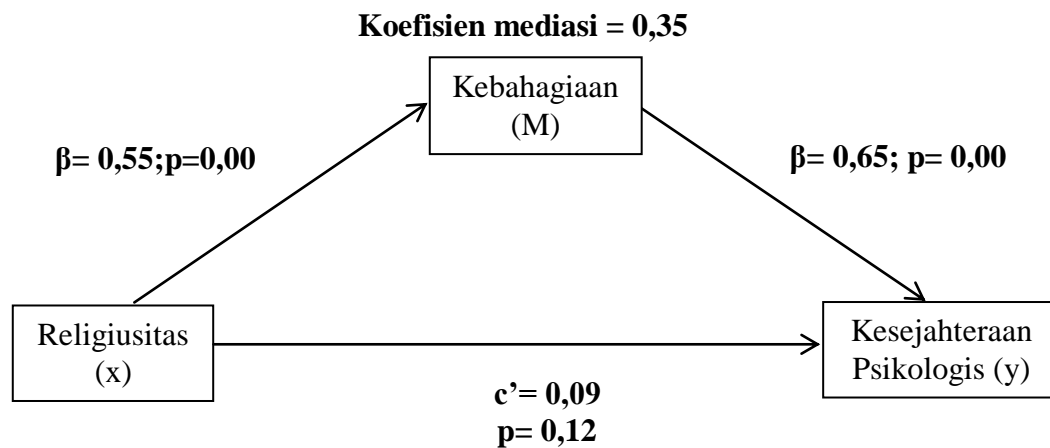 Koefisien mediasi = 0,35
Kebahagiaan
(M)
β= 0,55;p=0,00
β= 0,65; p= 0,00
Religiusitas
(x)
Kesejahteraan
Psikologis (y)
c’= 0,09
p= 0,12